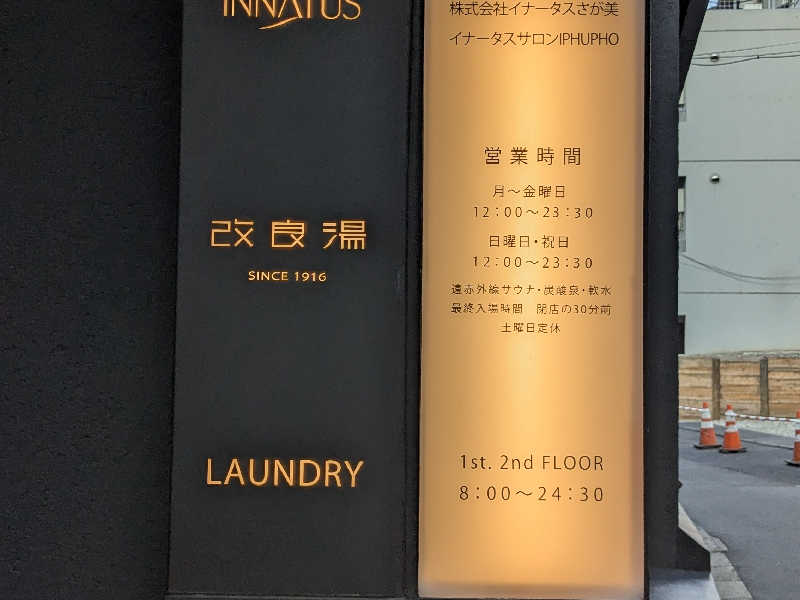 INNATUS
株式会社イナータスさが美
イナータスサロンIPHUPHO
改良湯
SINCE 1916
営業時間
月〜金曜日
12:00〜23:30
日曜日・祝日
12:00〜23:30
遠赤外線サウナ・炭酸泉・軟水
最終入場時間 閉店の30分前
土曜日定休
LAUNDRY
1st. 2nd FLOOR
8:00〜24:30